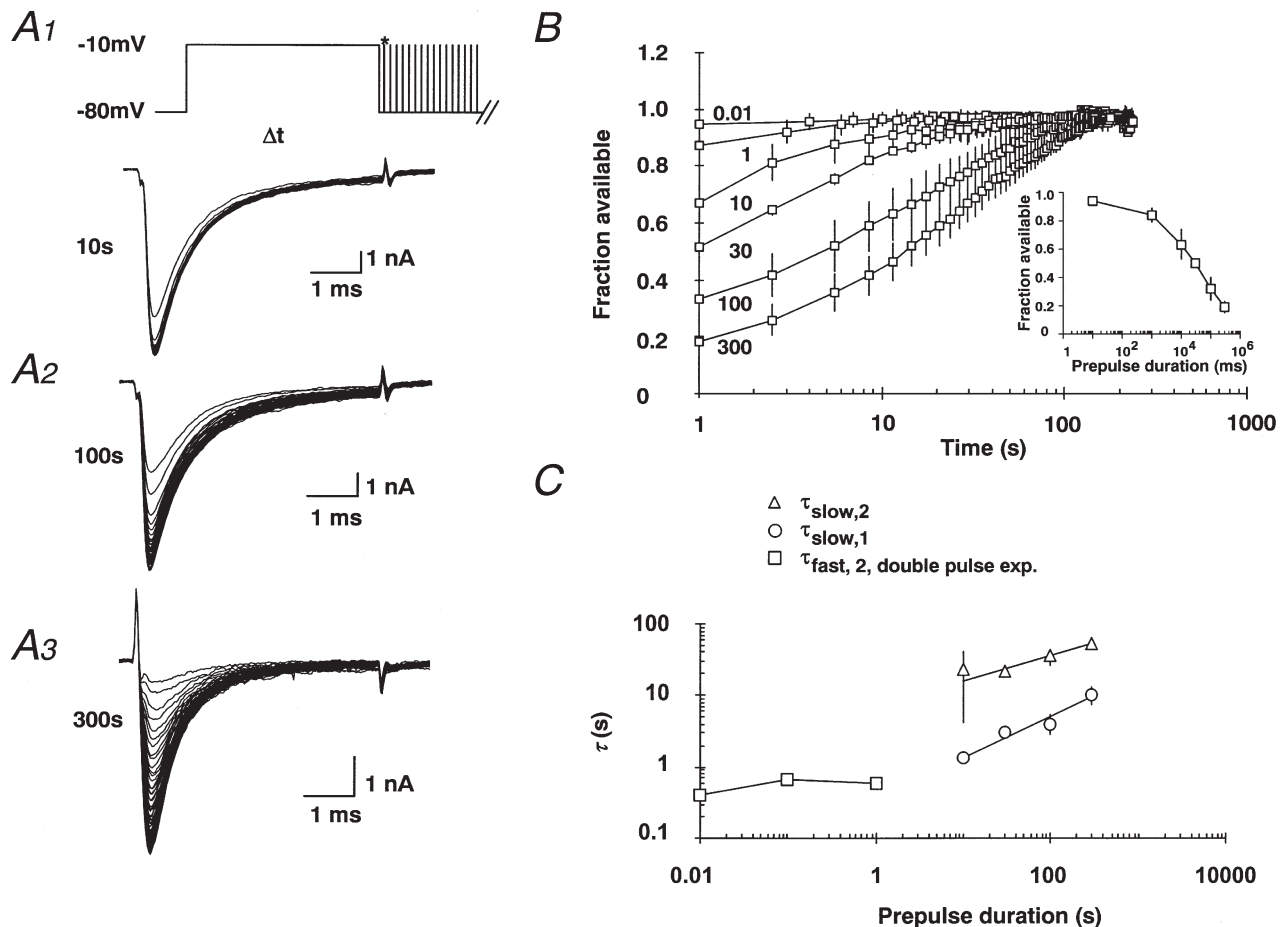 A1
-10mV
*
-80mV
Δt
10s
1 nA
1 ms
A2
100s
1 nA
1 ms
A3
300s
1 nA
1 ms
B
Fraction available
1.2
1.0
0.8
0.6
0.4
0.2
0
0.01
1
10
30
100
300
1
10
100
1000
Time (s)
Fraction available
1.0
0.8
0.6
0.4
0.2
0
1
10²
10⁴
10⁶
Prepulse duration (ms)
C
τslow,2
τslow,1
τfast, 2, double pulse exp.
τ (s)
100
10
1
0.1
0.01
1
100
10000
Prepulse duration (s)